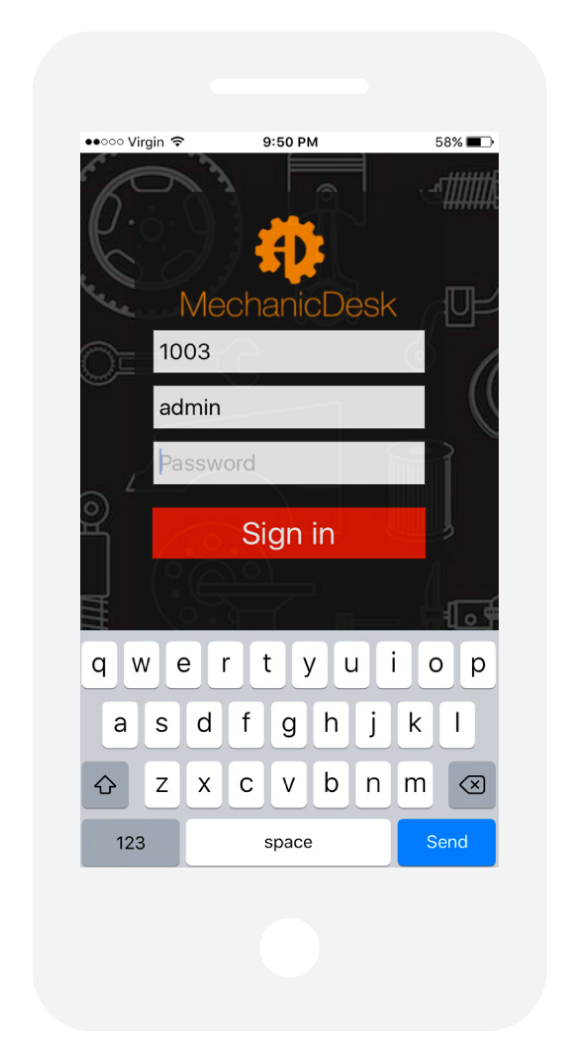 Virgin 9:50 PM 58%
MechanicDesk
1003
admin
Password
Sign in
q w e r t y u i o p
a s d f g h j k l
z x c v b n m
123 space Send